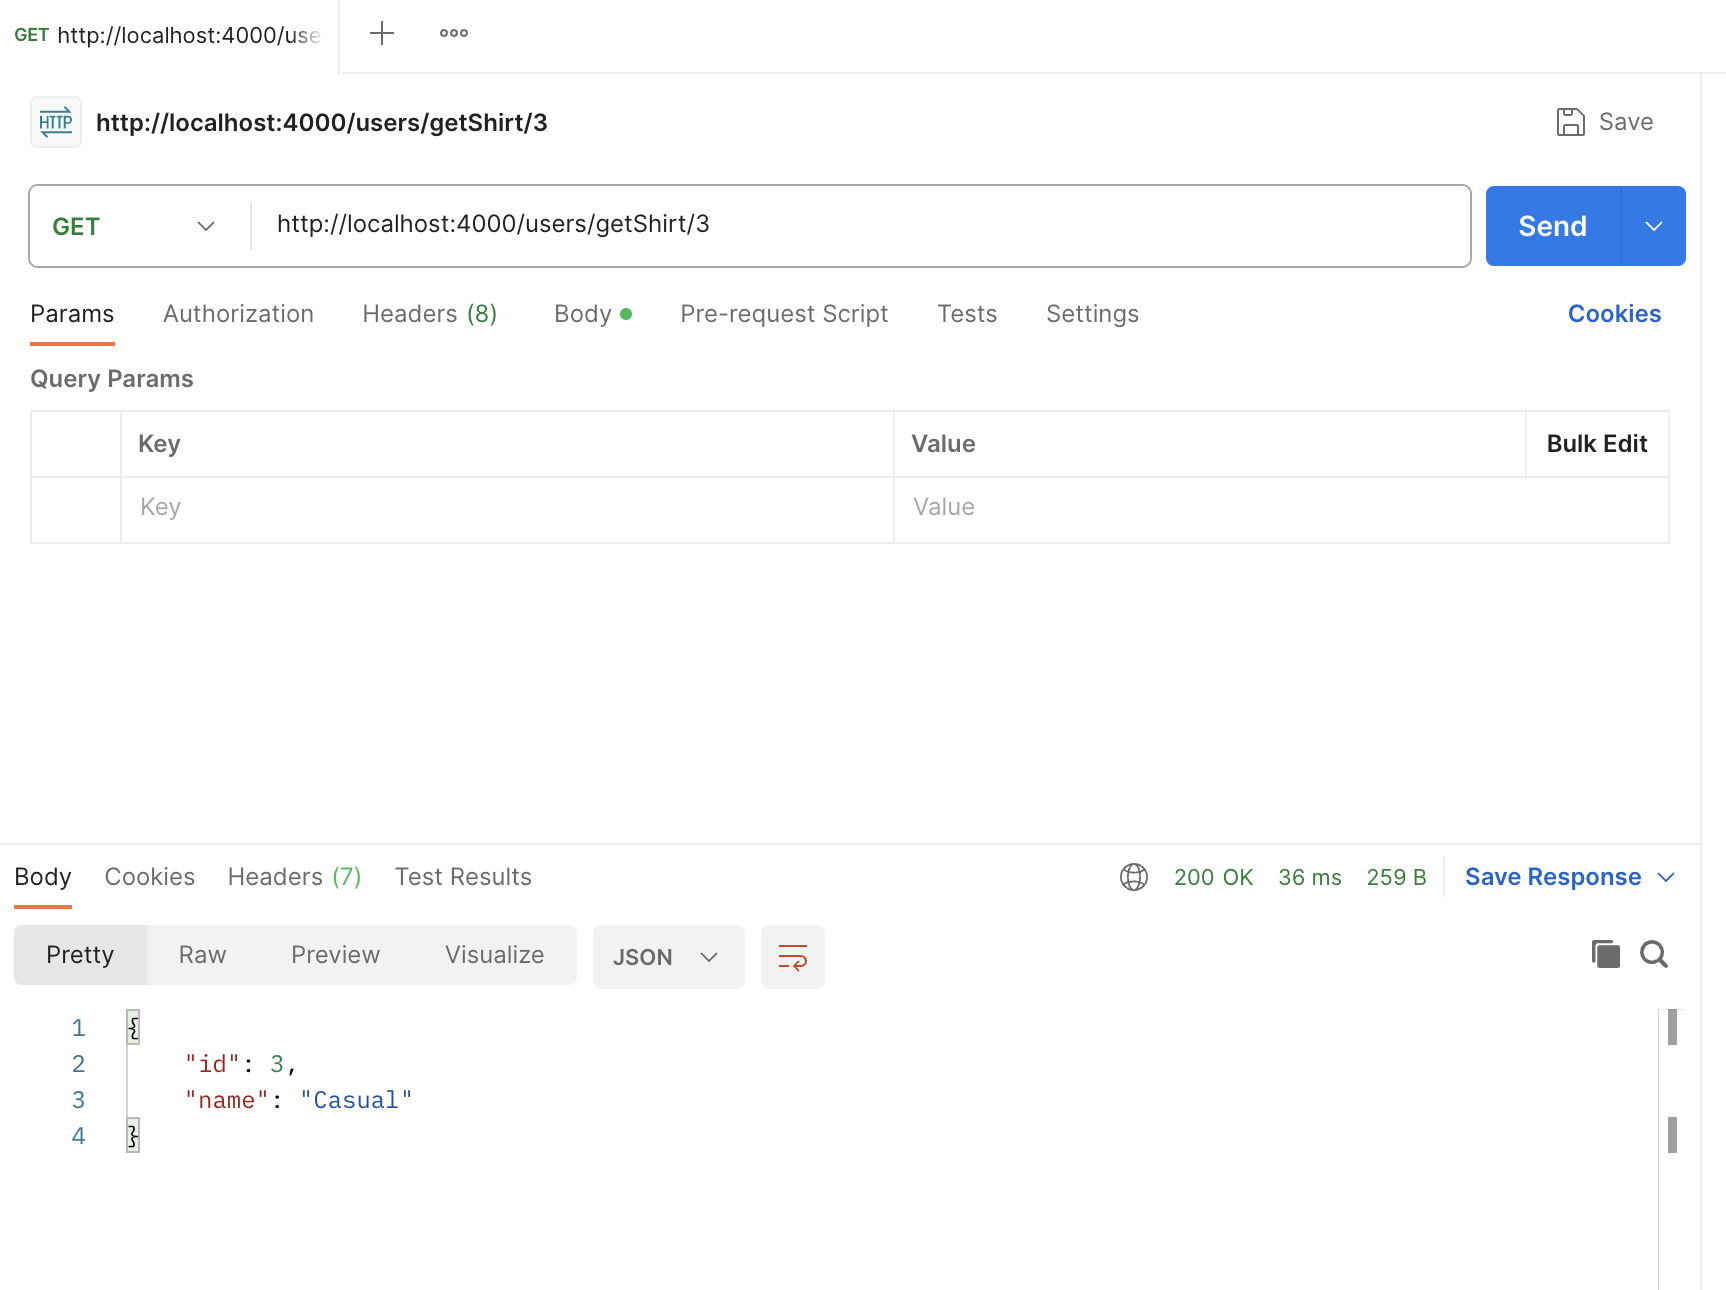 GET http://localhost:4000/use
HTTP http://localhost:4000/users/getShirt/3 Save
GET http://localhost:4000/users/getShirt/3 Send
Params Authorization Headers (8) Body Pre-request Script Tests Settings Cookies
Query Params
Key Value Bulk Edit
Key Value
Body Cookies Headers (7) Test Results 200 OK 36 ms 259 B Save Response
Pretty Raw Preview Visualize JSON
1 {
2 "id": 3,
3 "name": "Casual"
4 }